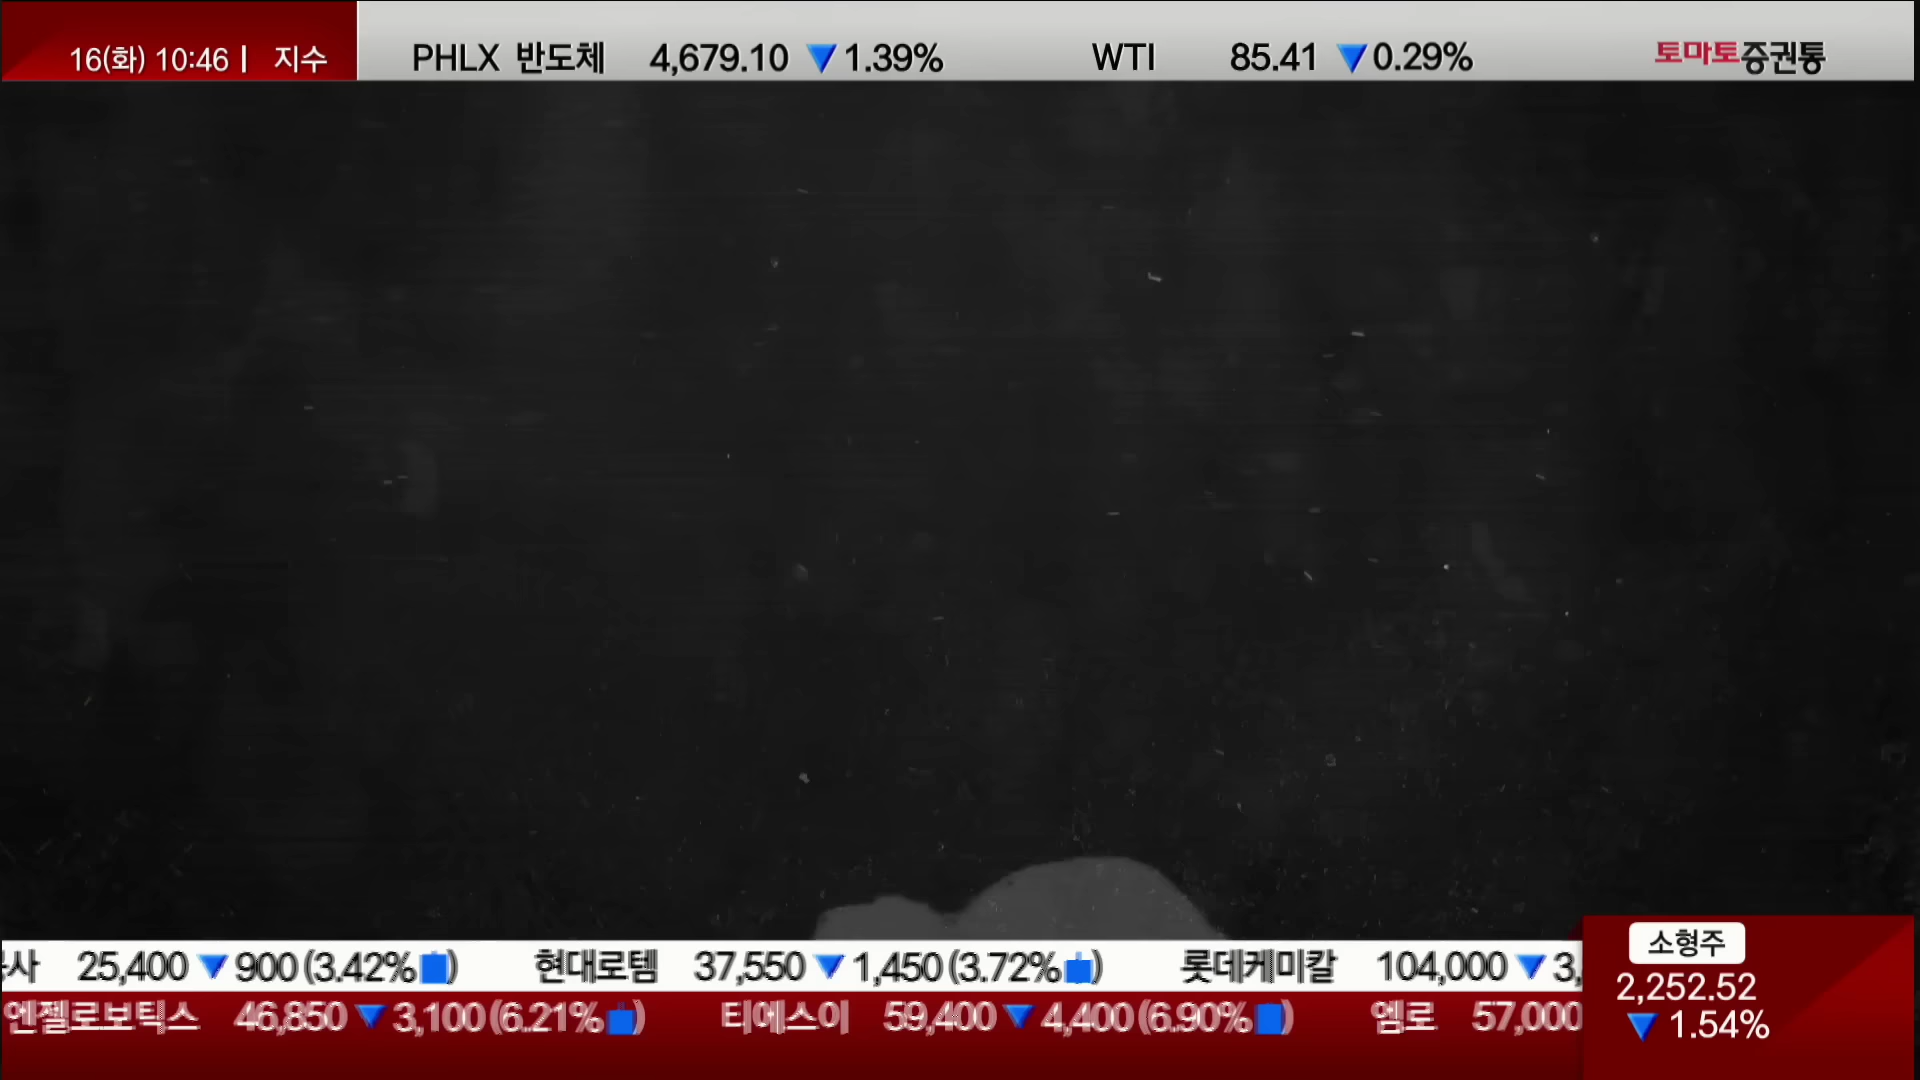 16(화) 10:46 | 지수 PHLX 반도체 4,679.10 ▼ 1.39% WTI 85.41 ▼ 0.29% 토마토증권통
25,400 ▼ 900 (3.42%) 현대로템 37,550 ▼ 1,450 (3.72%) 롯데케미칼 104,000 ▼ 3,
엔젤로보틱스 46,850 ▼ 3,100 (6.21%) 티에스이 59,400 ▼ 4,400 (6.90%) 엠로 57,000
소형주
2,252.52
▼ 1.54%